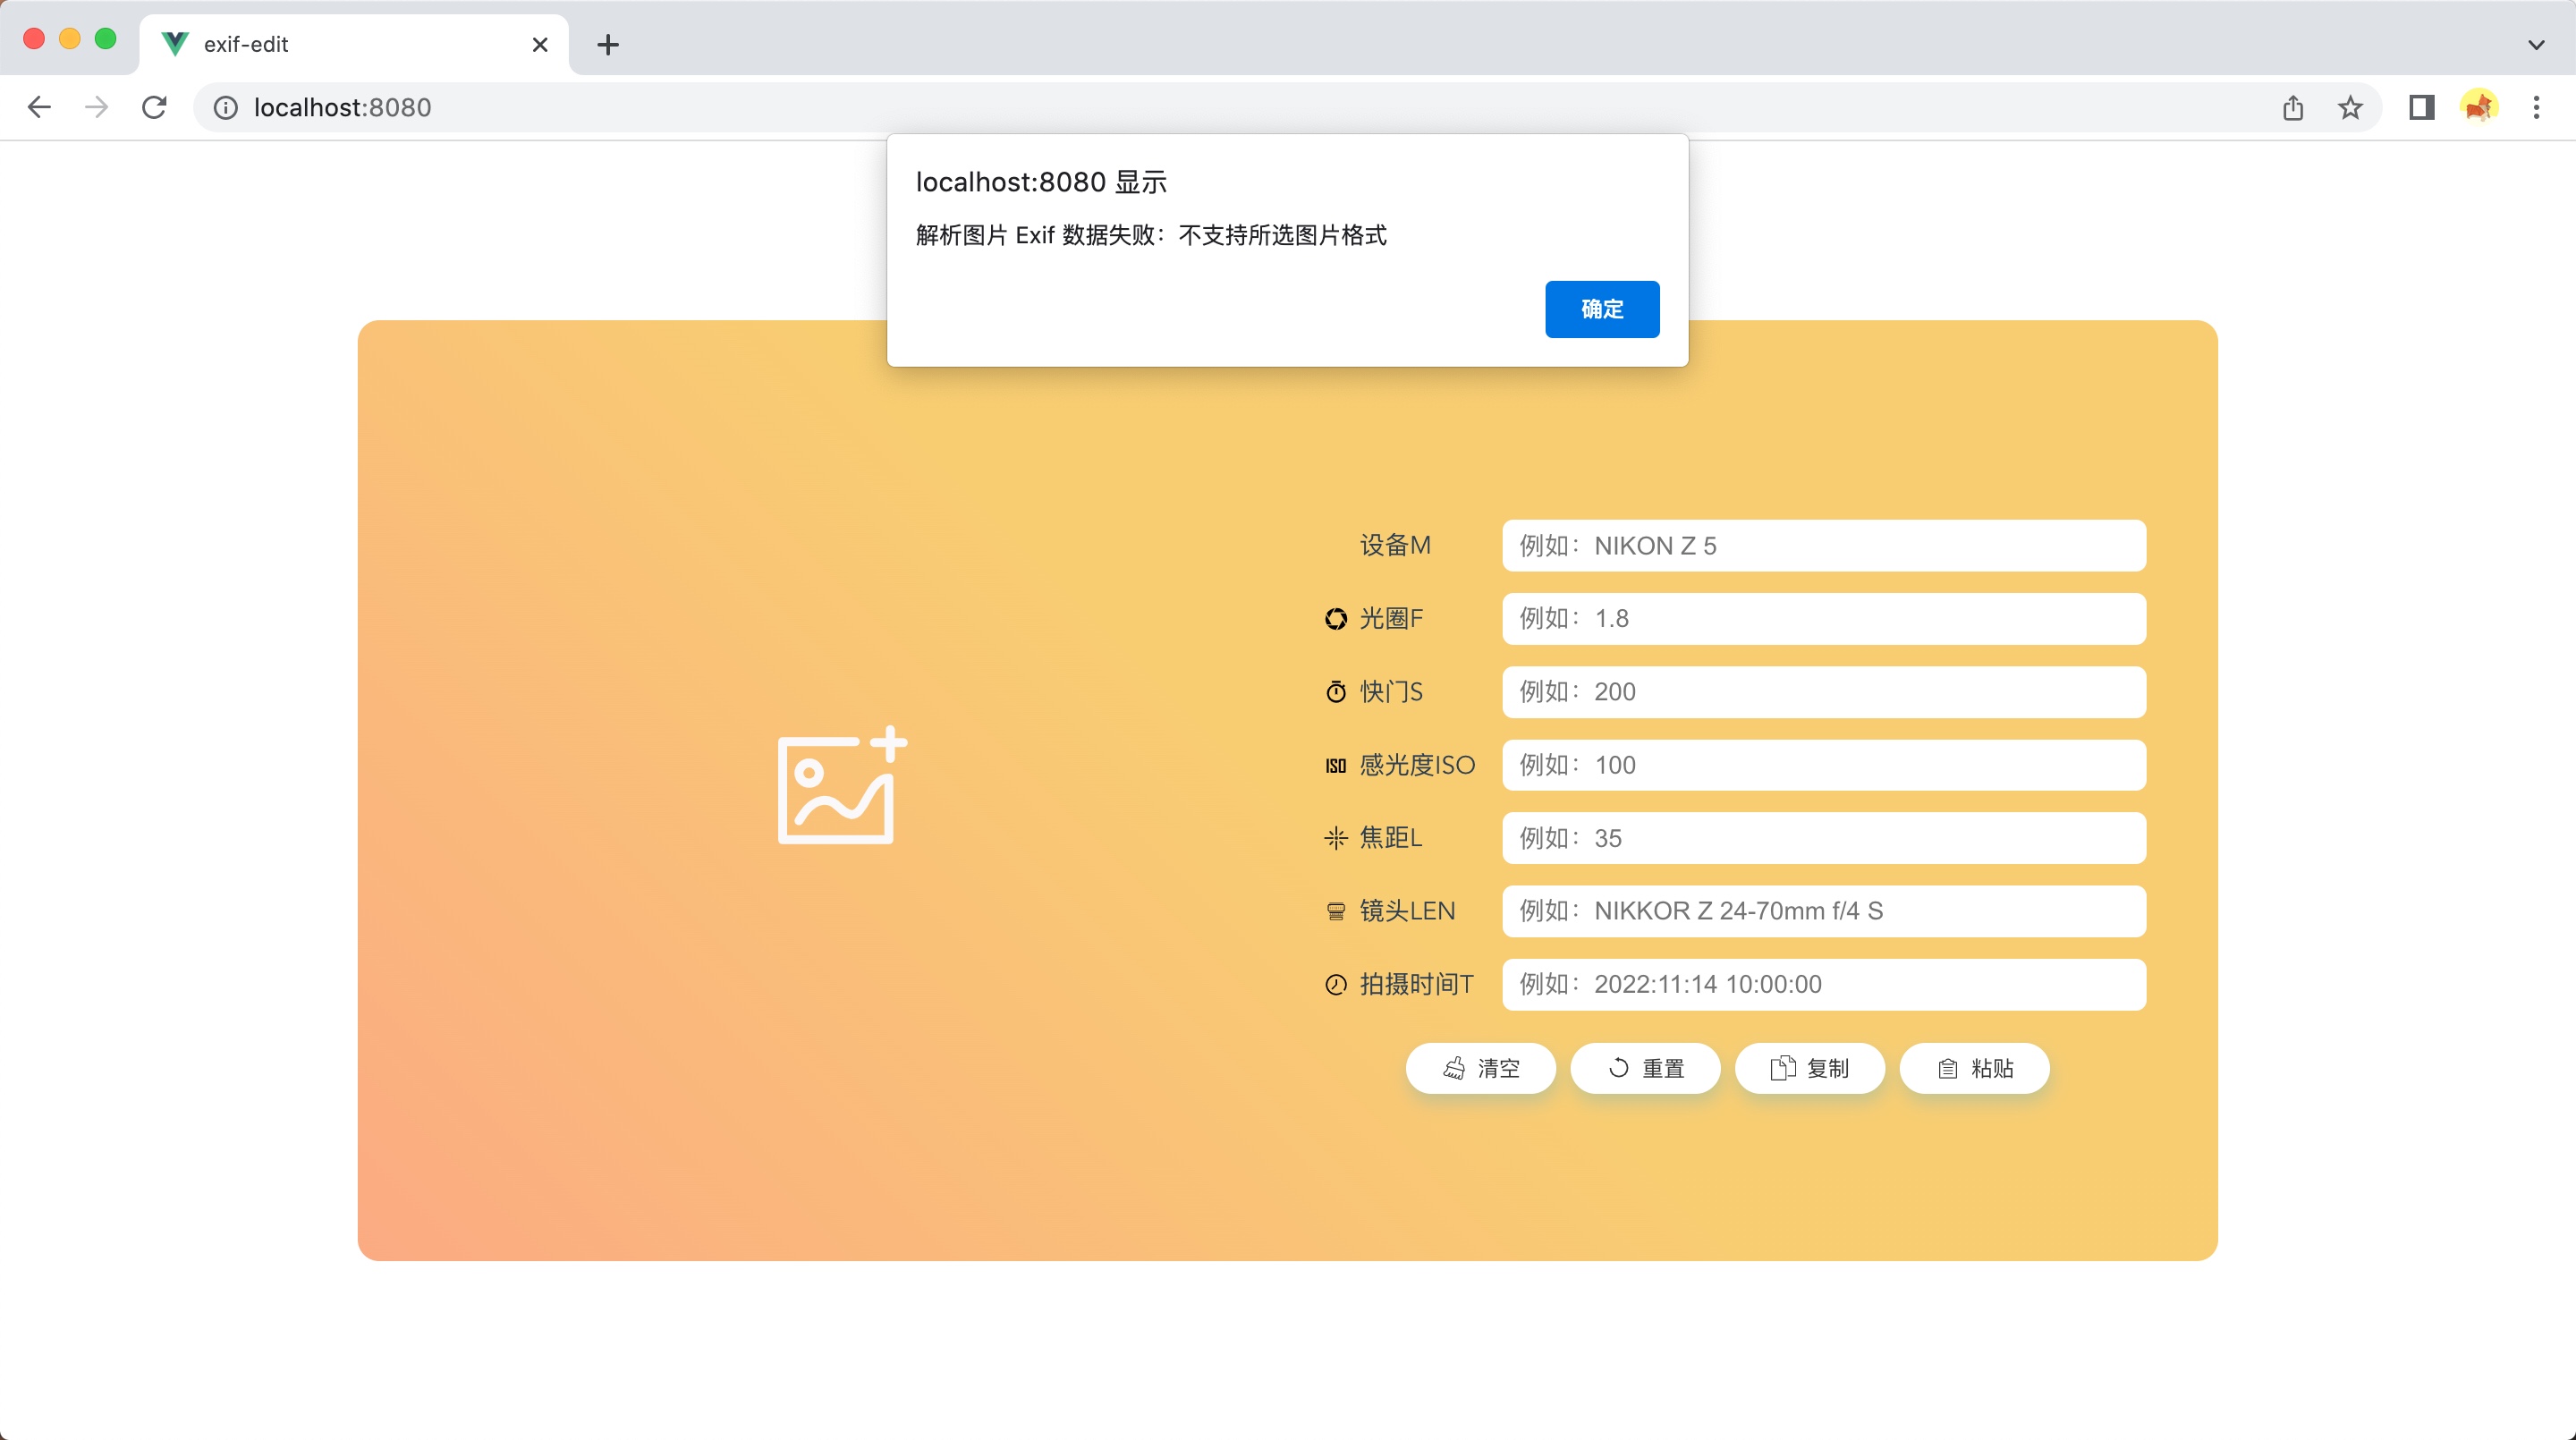 exif-edit
localhost:8080
localhost:8080 显示
解析图片 Exif 数据失败：不支持所选图片格式
确定
设备M 例如：NIKON Z 5
光圈F 例如：1.8
快门S 例如：200
ISO 感光度ISO 例如：100
焦距L 例如：35
镜头LEN 例如：NIKKOR Z 24-70mm f/4 S
拍摄时间T 例如：2022:11:14 10:00:00
清空 重置 复制 粘贴